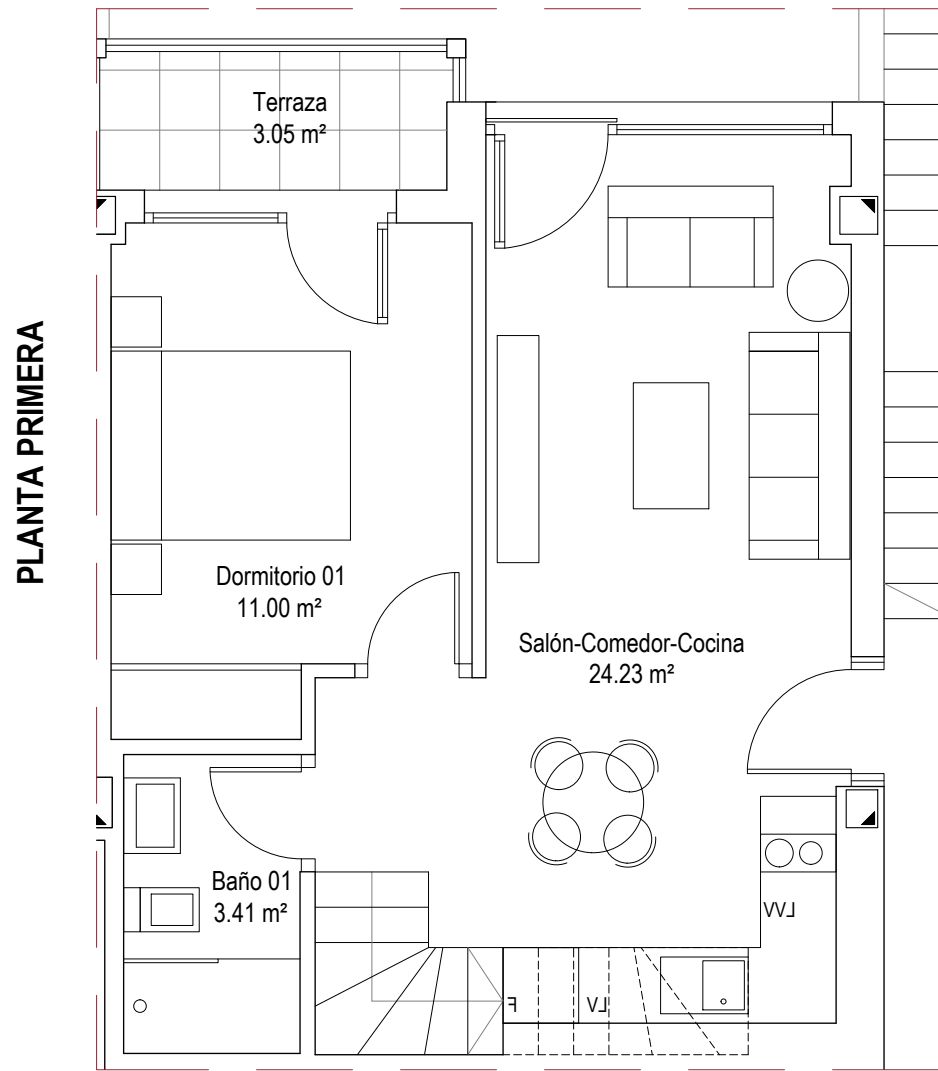 PLANTA PRIMERA
Terraza
3.05 m²
Dormitorio 01
11.00 m²
Salón-Comedor-Cocina
24.23 m²
Baño 01
3.41 m²
LVV
F
LV